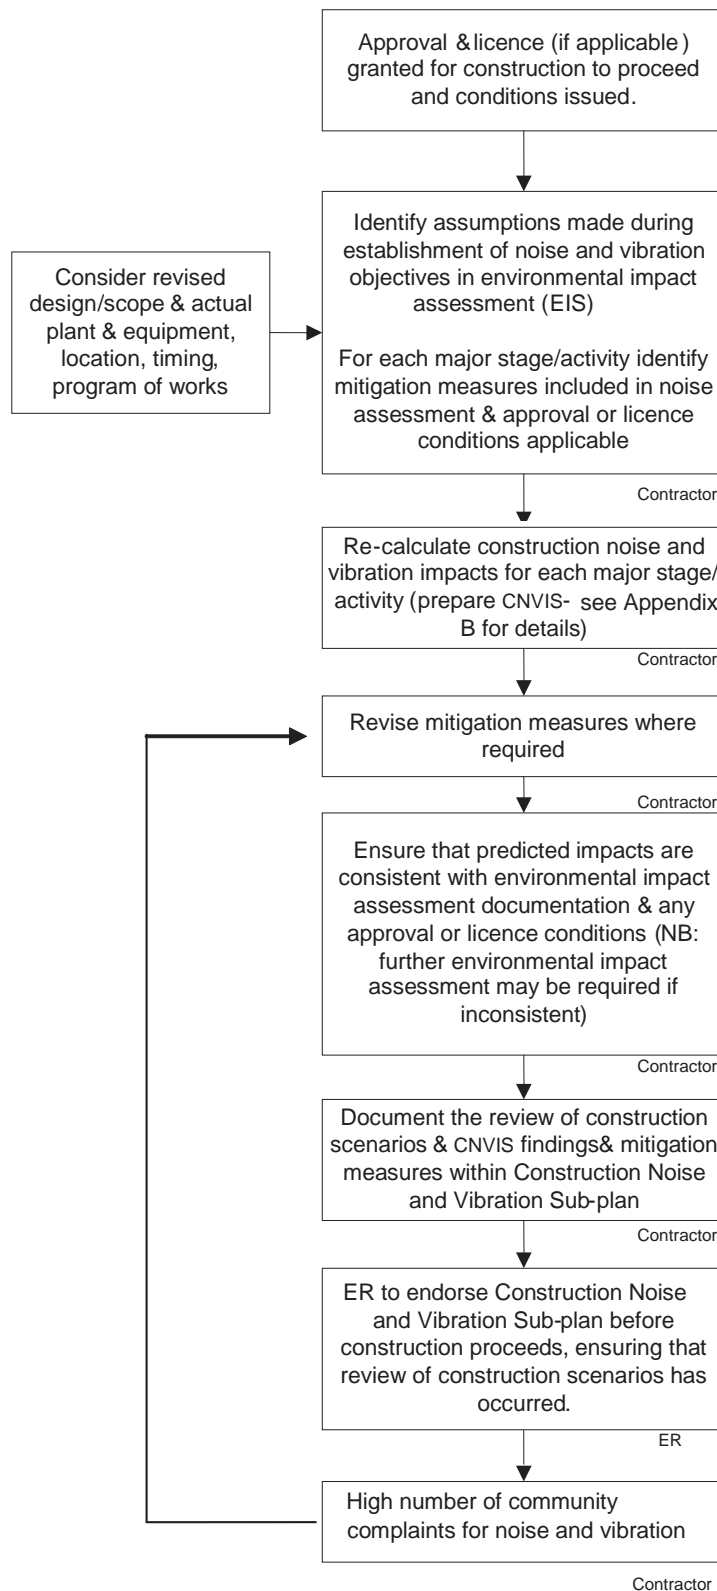 Approval & licence (if applicable)
granted for construction to proceed
and conditions issued.
Consider revised
design/scope & actual
plant & equipment,
location, timing,
program of works
Identify assumptions made during
establishment of noise and vibration
objectives in environmental impact
assessment (EIS)
For each major stage/activity identify
mitigation measures included in noise
assessment & approval or licence
conditions applicable
Contractor
Re-calculate construction noise and
vibration impacts for each major stage/
activity (prepare CNVIS- see Appendix
B for details)
Contractor
Revise mitigation measures where
required
Contractor
Ensure that predicted impacts are
consistent with environmental impact
assessment documentation & any
approval or licence conditions (NB:
further environmental impact
assessment may be required if
inconsistent)
Contractor
Document the review of construction
scenarios & CNVIS findings& mitigation
measures within Construction Noise
and Vibration Sub-plan
Contractor
ER to endorse Construction Noise
and Vibration Sub-plan before
construction proceeds, ensuring that
review of construction scenarios has
occurred.
ER
High number of community
complaints for noise and vibration
Contractor